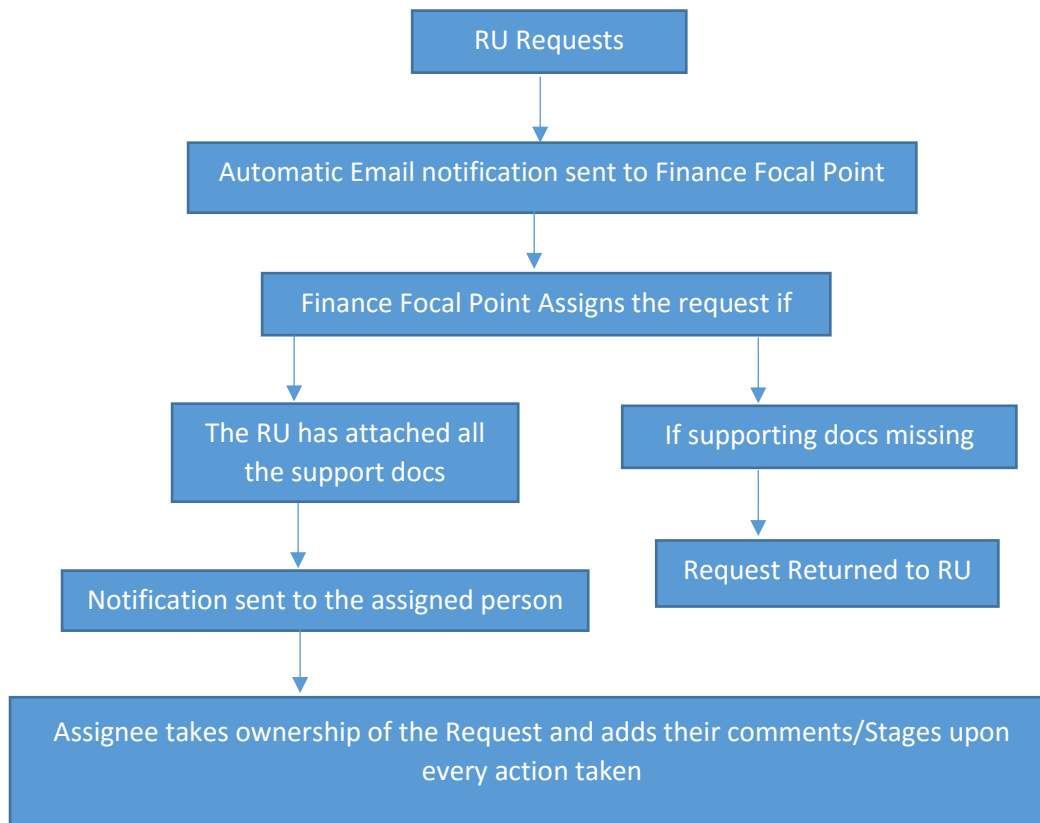 RU Requests
Automatic Email notification sent to Finance Focal Point
Finance Focal Point Assigns the request if
The RU has attached all
the support docs
If supporting docs missing
Request Returned to RU
Notification sent to the assigned person
Assignee takes ownership of the Request and adds their comments/Stages upon
every action taken